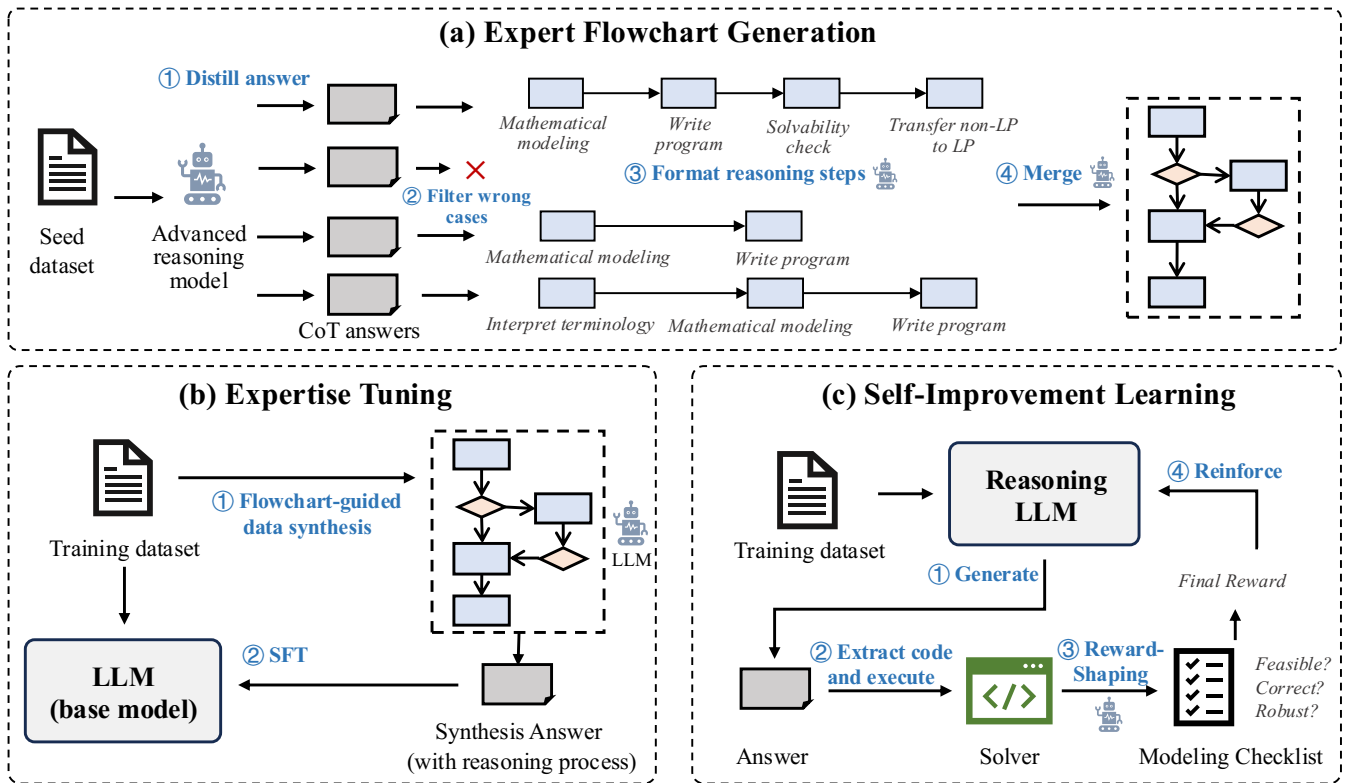 (a) Expert Flowchart Generation
① Distill answer
Seed
dataset
Advanced
reasoning
model
CoT answers
② Filter wrong
cases
Mathematical
modeling
Write
program
Solvability
check
Transfer non-LP
to LP
③ Format reasoning steps
Mathematical modeling
Write program
Interpret terminology
Mathematical modeling
Write program
④ Merge
(b) Expertise Tuning
Training dataset
① Flowchart-guided
data synthesis
LLM
LLM
(base model)
② SFT
Synthesis Answer
(with reasoning process)
(c) Self-Improvement Learning
Training dataset
Reasoning
LLM
④ Reinforce
① Generate
Final Reward
② Extract code
and execute
③ Reward-
Shaping
Feasible?
Correct?
Robust?
</>
Answer
Solver
Modeling Checklist